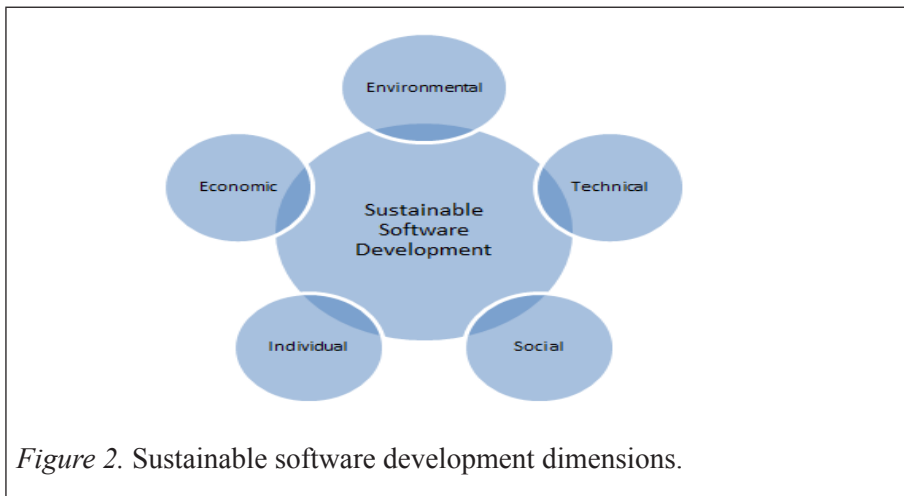 Environmental
Economic
Technical
Sustainable
Software
Development
Individual
Social
Figure 2. Sustainable software development dimensions.